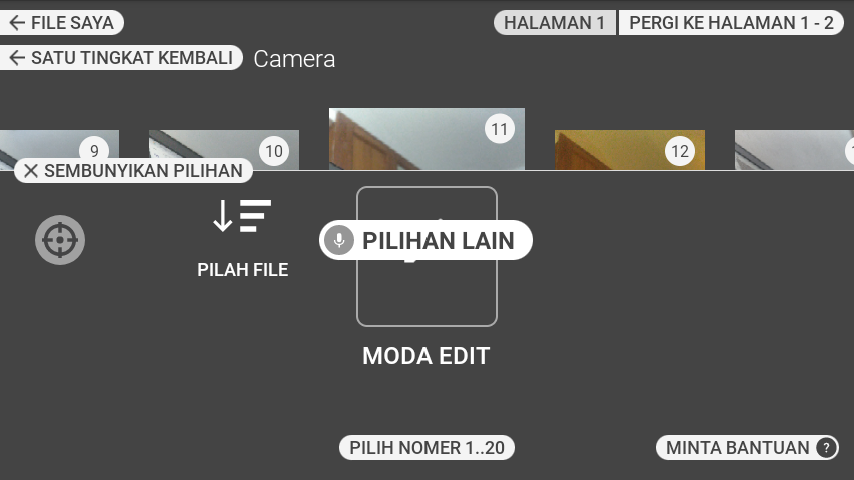 FILE SAYA
HALAMAN 1
PERGI KE HALAMAN 1 - 2
SATU TINGKAT KEMBALI
Camera
9
10
11
12
SEMBUNYIKAN PILIHAN
PILAH FILE
PILIHAN LAIN
MODA EDIT
PILIH NOMER 1..20
MINTA BANTUAN ?